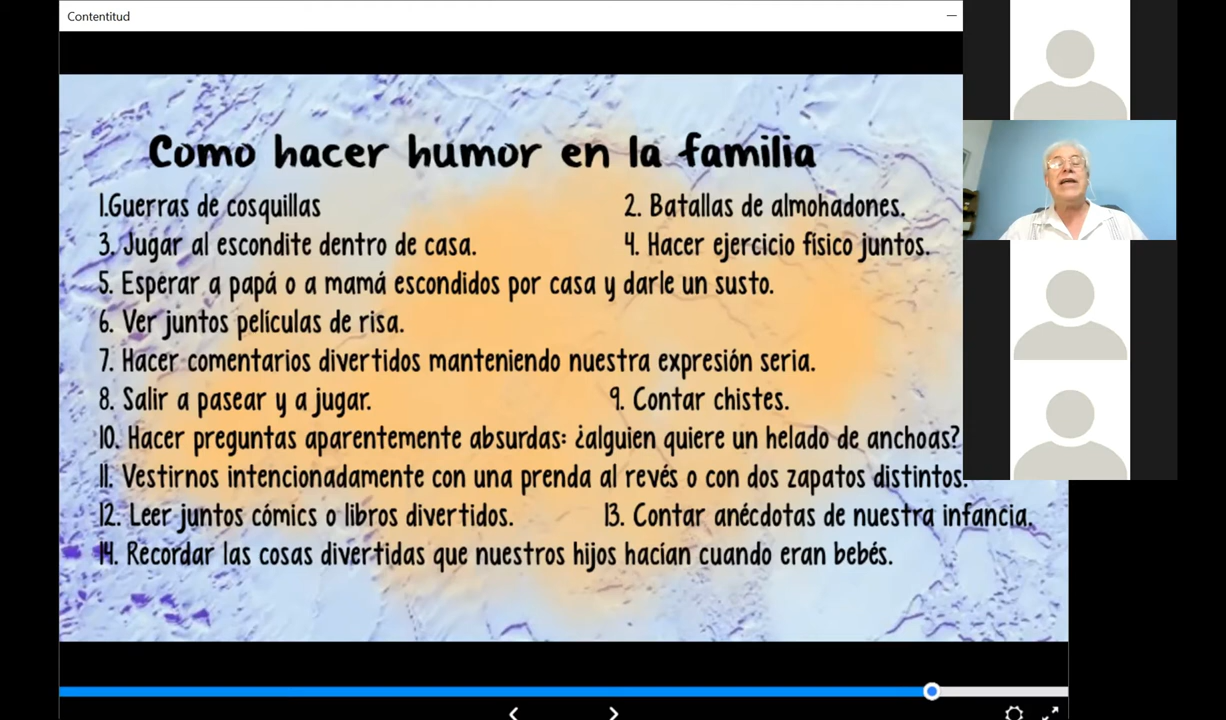 Contentitud
Como hacer humor en la familia
1.Guerras de cosquillas 2. Batallas de almohadones.
3. Jugar al escondite dentro de casa. 4. Hacer ejercicio físico juntos.
5. Esperar a papá o a mamá escondidos por casa y darle un susto.
6. Ver juntos películas de risa.
7. Hacer comentarios divertidos manteniendo nuestra expresión seria.
8. Salir a pasear y a jugar. 9. Contar chistes.
10. Hacer preguntas aparentemente absurdas: ¿alguien quiere un helado de anchoas?
11. Vestirnos intencionadamente con una prenda al revés o con dos zapatos distintos.
12. Leer juntos cómics o libros divertidos. 13. Contar anécdotas de nuestra infancia.
14. Recordar las cosas divertidas que nuestros hijos hacían cuando eran bebés.